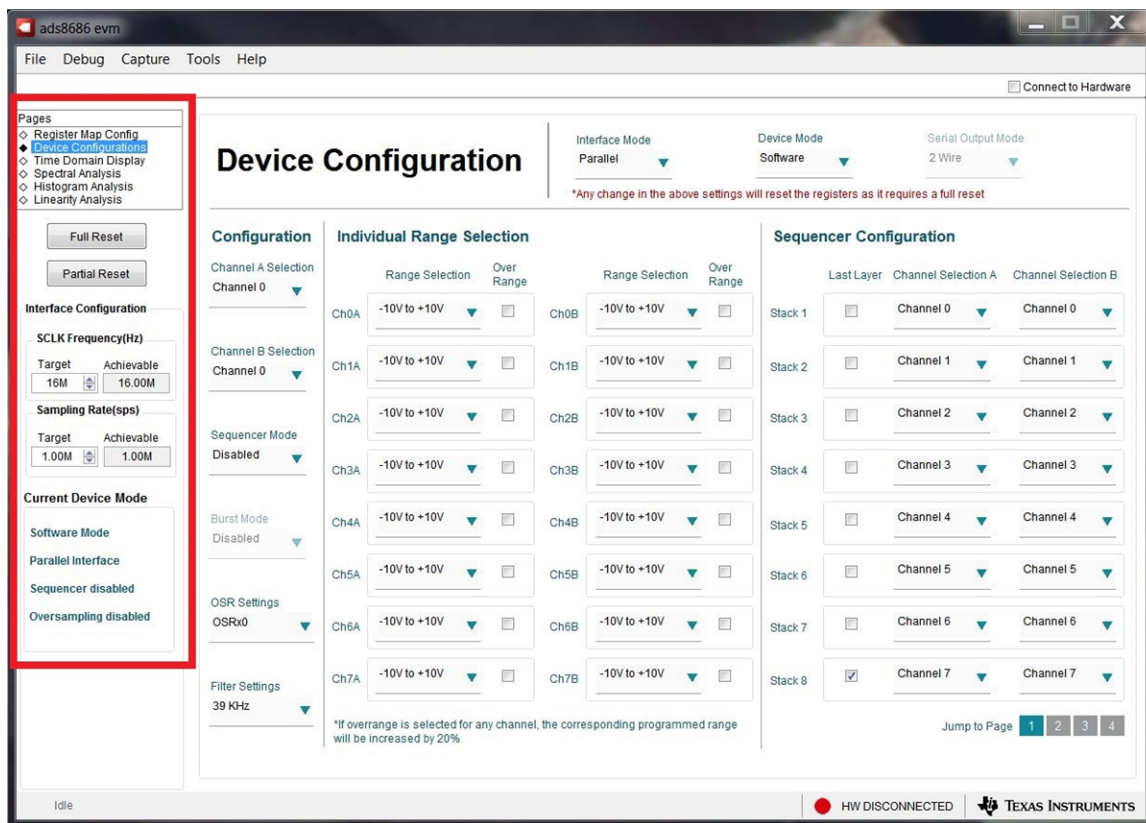 ads8686 evm
File Debug Capture Tools Help
Connect to Hardware
Pages
Register Map Config
Device Configurations
Time Domain Display
Spectral Analysis
Histogram Analysis
Linearity Analysis
Full Reset
Partial Reset
Interface Configuration
SCLK Frequency(Hz)
Target Achievable
16M 16.00M
Sampling Rate(sps)
Target Achievable
1.00M 1.00M
Current Device Mode
Software Mode
Parallel Interface
Sequencer disabled
Oversampling disabled
Device Configuration
Interface Mode Device Mode Serial Output Mode
Parallel Software 2 Wire
*Any change in the above settings will reset the registers as it requires a full reset
Configuration
Channel A Selection
Channel 0
Channel B Selection
Channel 0
Sequencer Mode
Disabled
Burst Mode
Disabled
OSR Settings
OSRx0
Filter Settings
39 KHz
Individual Range Selection
Range Selection Over Range Range Selection Over Range
Ch0A -10V to +10V Ch0B -10V to +10V
Ch1A -10V to +10V Ch1B -10V to +10V
Ch2A -10V to +10V Ch2B -10V to +10V
Ch3A -10V to +10V Ch3B -10V to +10V
Ch4A -10V to +10V Ch4B -10V to +10V
Ch5A -10V to +10V Ch5B -10V to +10V
Ch6A -10V to +10V Ch6B -10V to +10V
Ch7A -10V to +10V Ch7B -10V to +10V
*If overrange is selected for any channel, the corresponding programmed range
will be increased by 20%
Sequencer Configuration
Last Layer Channel Selection A Channel Selection B
Stack 1 Channel 0 Channel 0
Stack 2 Channel 1 Channel 1
Stack 3 Channel 2 Channel 2
Stack 4 Channel 3 Channel 3
Stack 5 Channel 4 Channel 4
Stack 6 Channel 5 Channel 5
Stack 7 Channel 6 Channel 6
Stack 8 Channel 7 Channel 7
Jump to Page 1 2 3 4
Idle
HW DISCONNECTED
TEXAS INSTRUMENTS